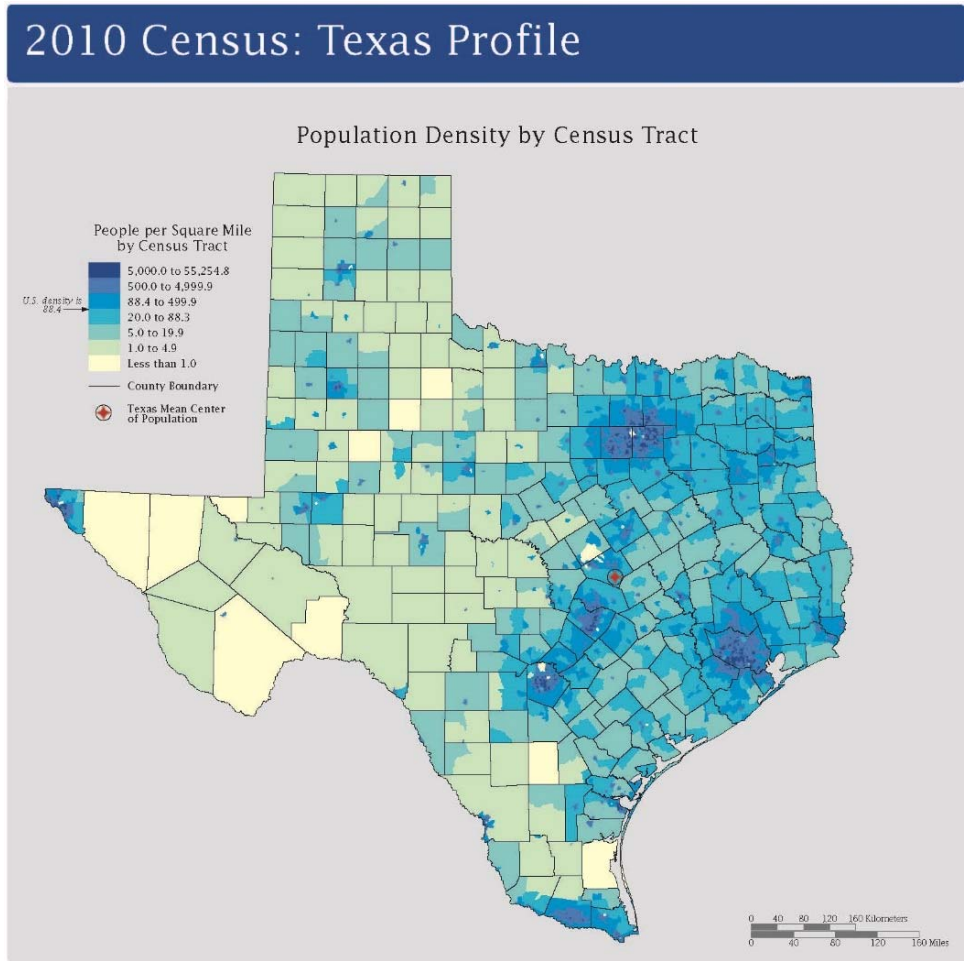 2010 Census: Texas Profile
Population Density by Census Tract
People per Square Mile
by Census Tract
5,000.0 to 55,254.8
500.0 to 4,999.9
88.4 to 499.9
20.0 to 88.3
5.0 to 19.9
1.0 to 4.9
Less than 1.0
U.S. density is
88.4
County Boundary
Texas Mean Center
of Population
0 40 80 120 160 Kilometers
0 40 80 120 160 Miles